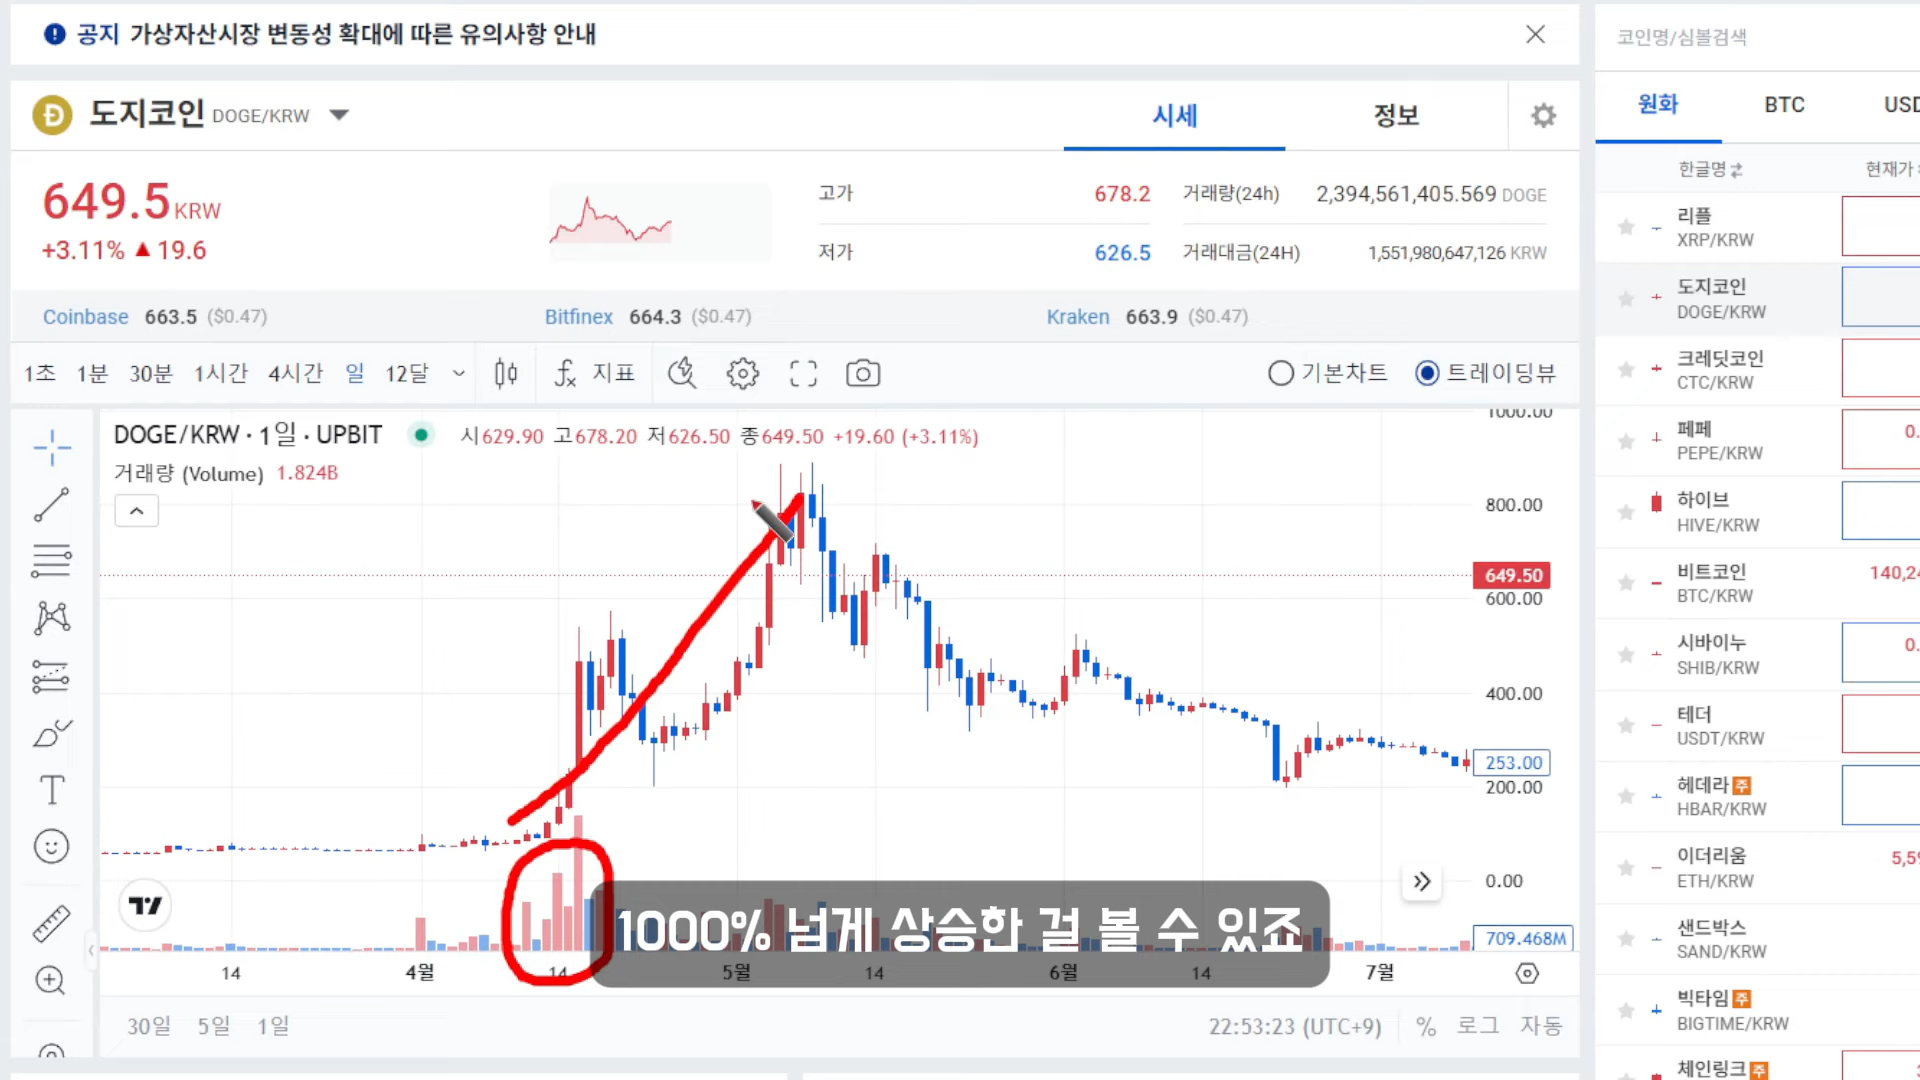 공지 가상자산시장 변동성 확대에 따른 유의사항 안내
도지코인 DOGE/KRW
시세
정보
649.5 KRW
+3.11% ▲ 19.6
고가 678.2
거래량(24h) 2,394,561,405.569 DOGE
저가 626.5
거래대금(24H) 1,551,980,647,126 KRW
Coinbase 663.5 ($0.47)
Bitfinex 664.3 ($0.47)
Kraken 663.9 ($0.47)
1초 1분 30분 1시간 4시간 일 12달
지표
기본차트 트레이딩뷰
DOGE/KRW · 1일 · UPBIT
시629.90 고678.20 저626.50 종649.50 +19.60 (+3.11%)
거래량 (Volume) 1.824B
1000.00
800.00
649.50
600.00
400.00
253.00
200.00
0.00
709.468M
1000% 넘게 상승한 걸 볼 수 있죠
14 4월 14 5월 14 6월 14 7월
30일 5일 1일
22:53:23 (UTC+9) % 로그 자동
코인명/심볼검색
원화 BTC
한글명 현재가
리플
XRP/KRW
도지코인
DOGE/KRW
크레딧코인
CTC/KRW
페페 0.
PEPE/KRW
하이브
HIVE/KRW
비트코인 140,24
BTC/KRW
시바이누 0.
SHIB/KRW
테더
USDT/KRW
헤데라 주
HBAR/KRW
이더리움 5,59
ETH/KRW
샌드박스
SAND/KRW
빅타임 주
BIGTIME/KRW
체인링크 주